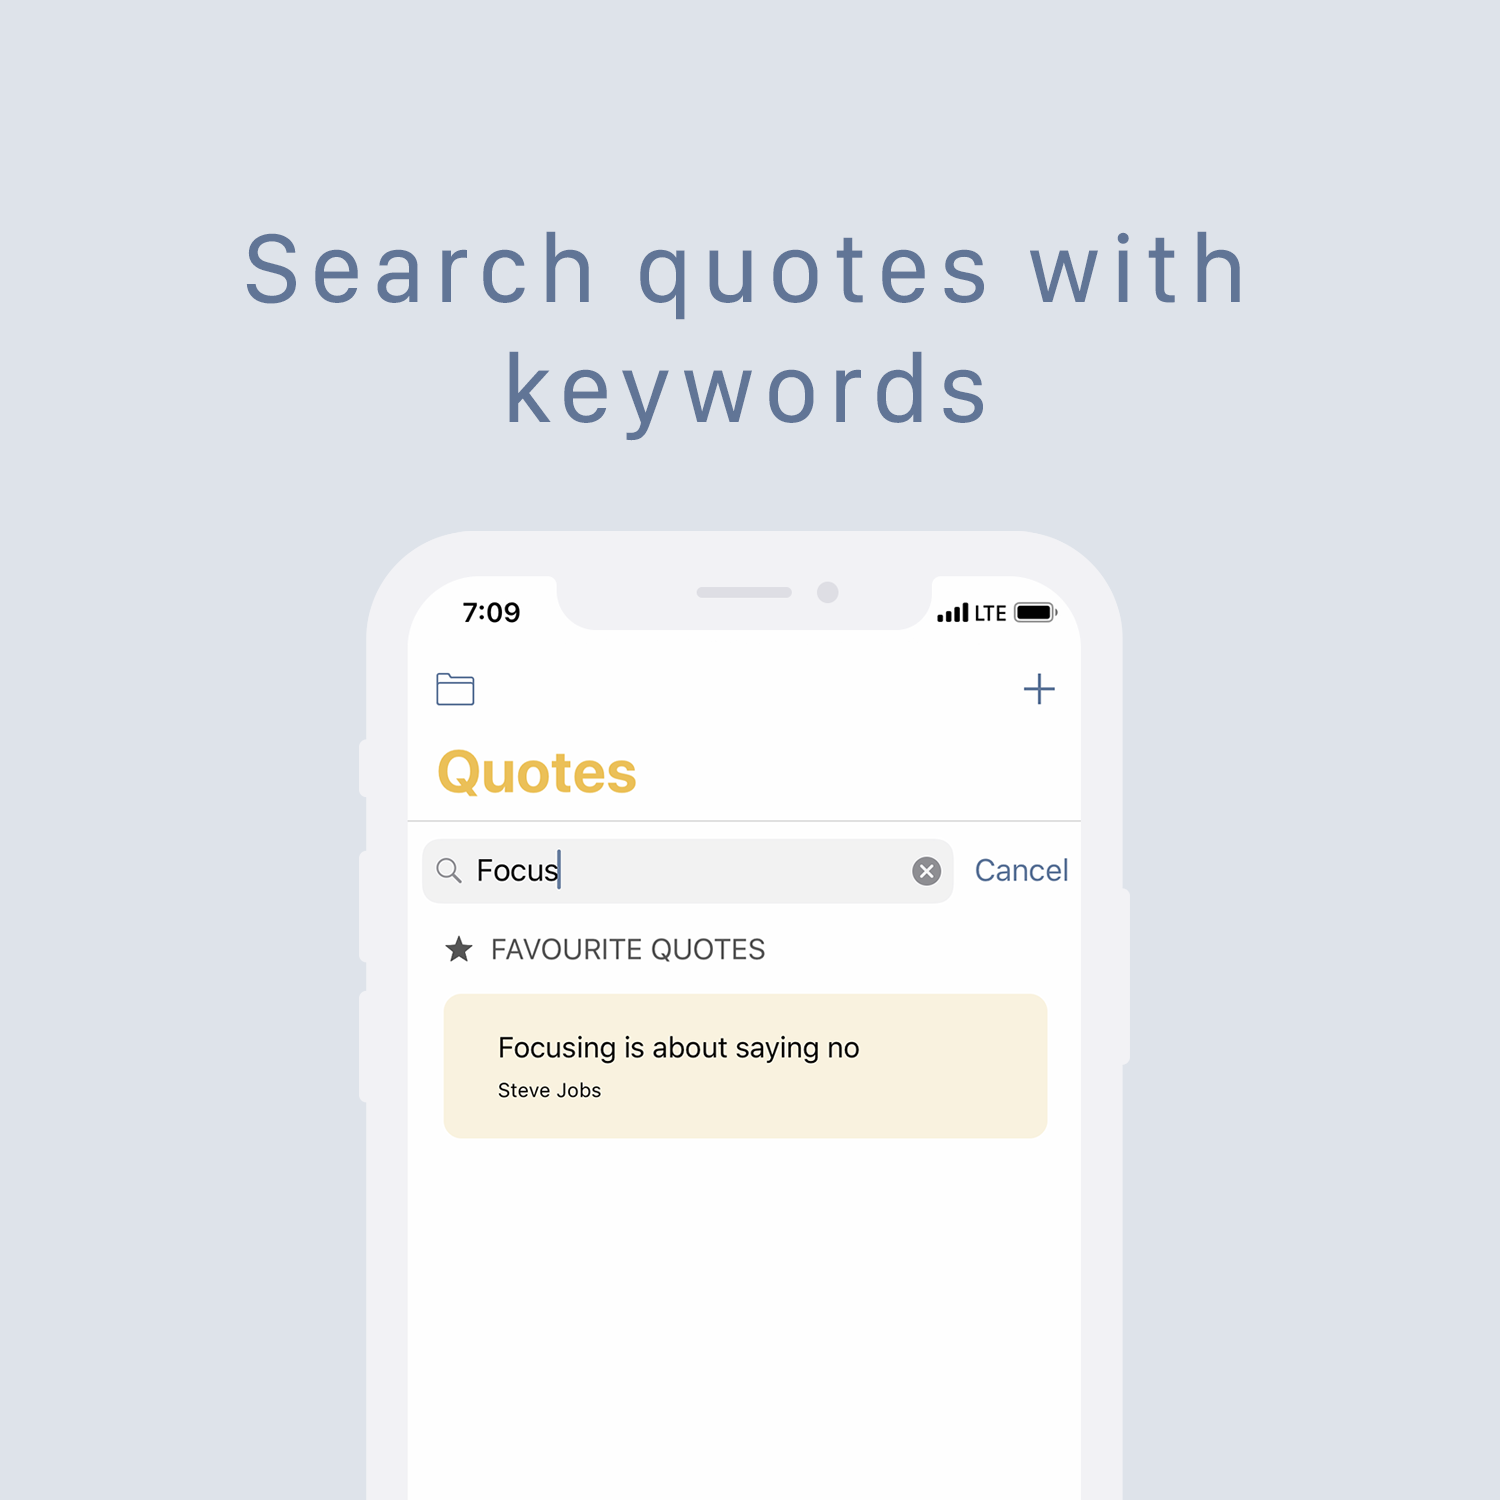 Search quotes with
keywords
7:09
LTE
Quotes
Focus
Cancel
FAVOURITE QUOTES
Focusing is about saying no
Steve Jobs